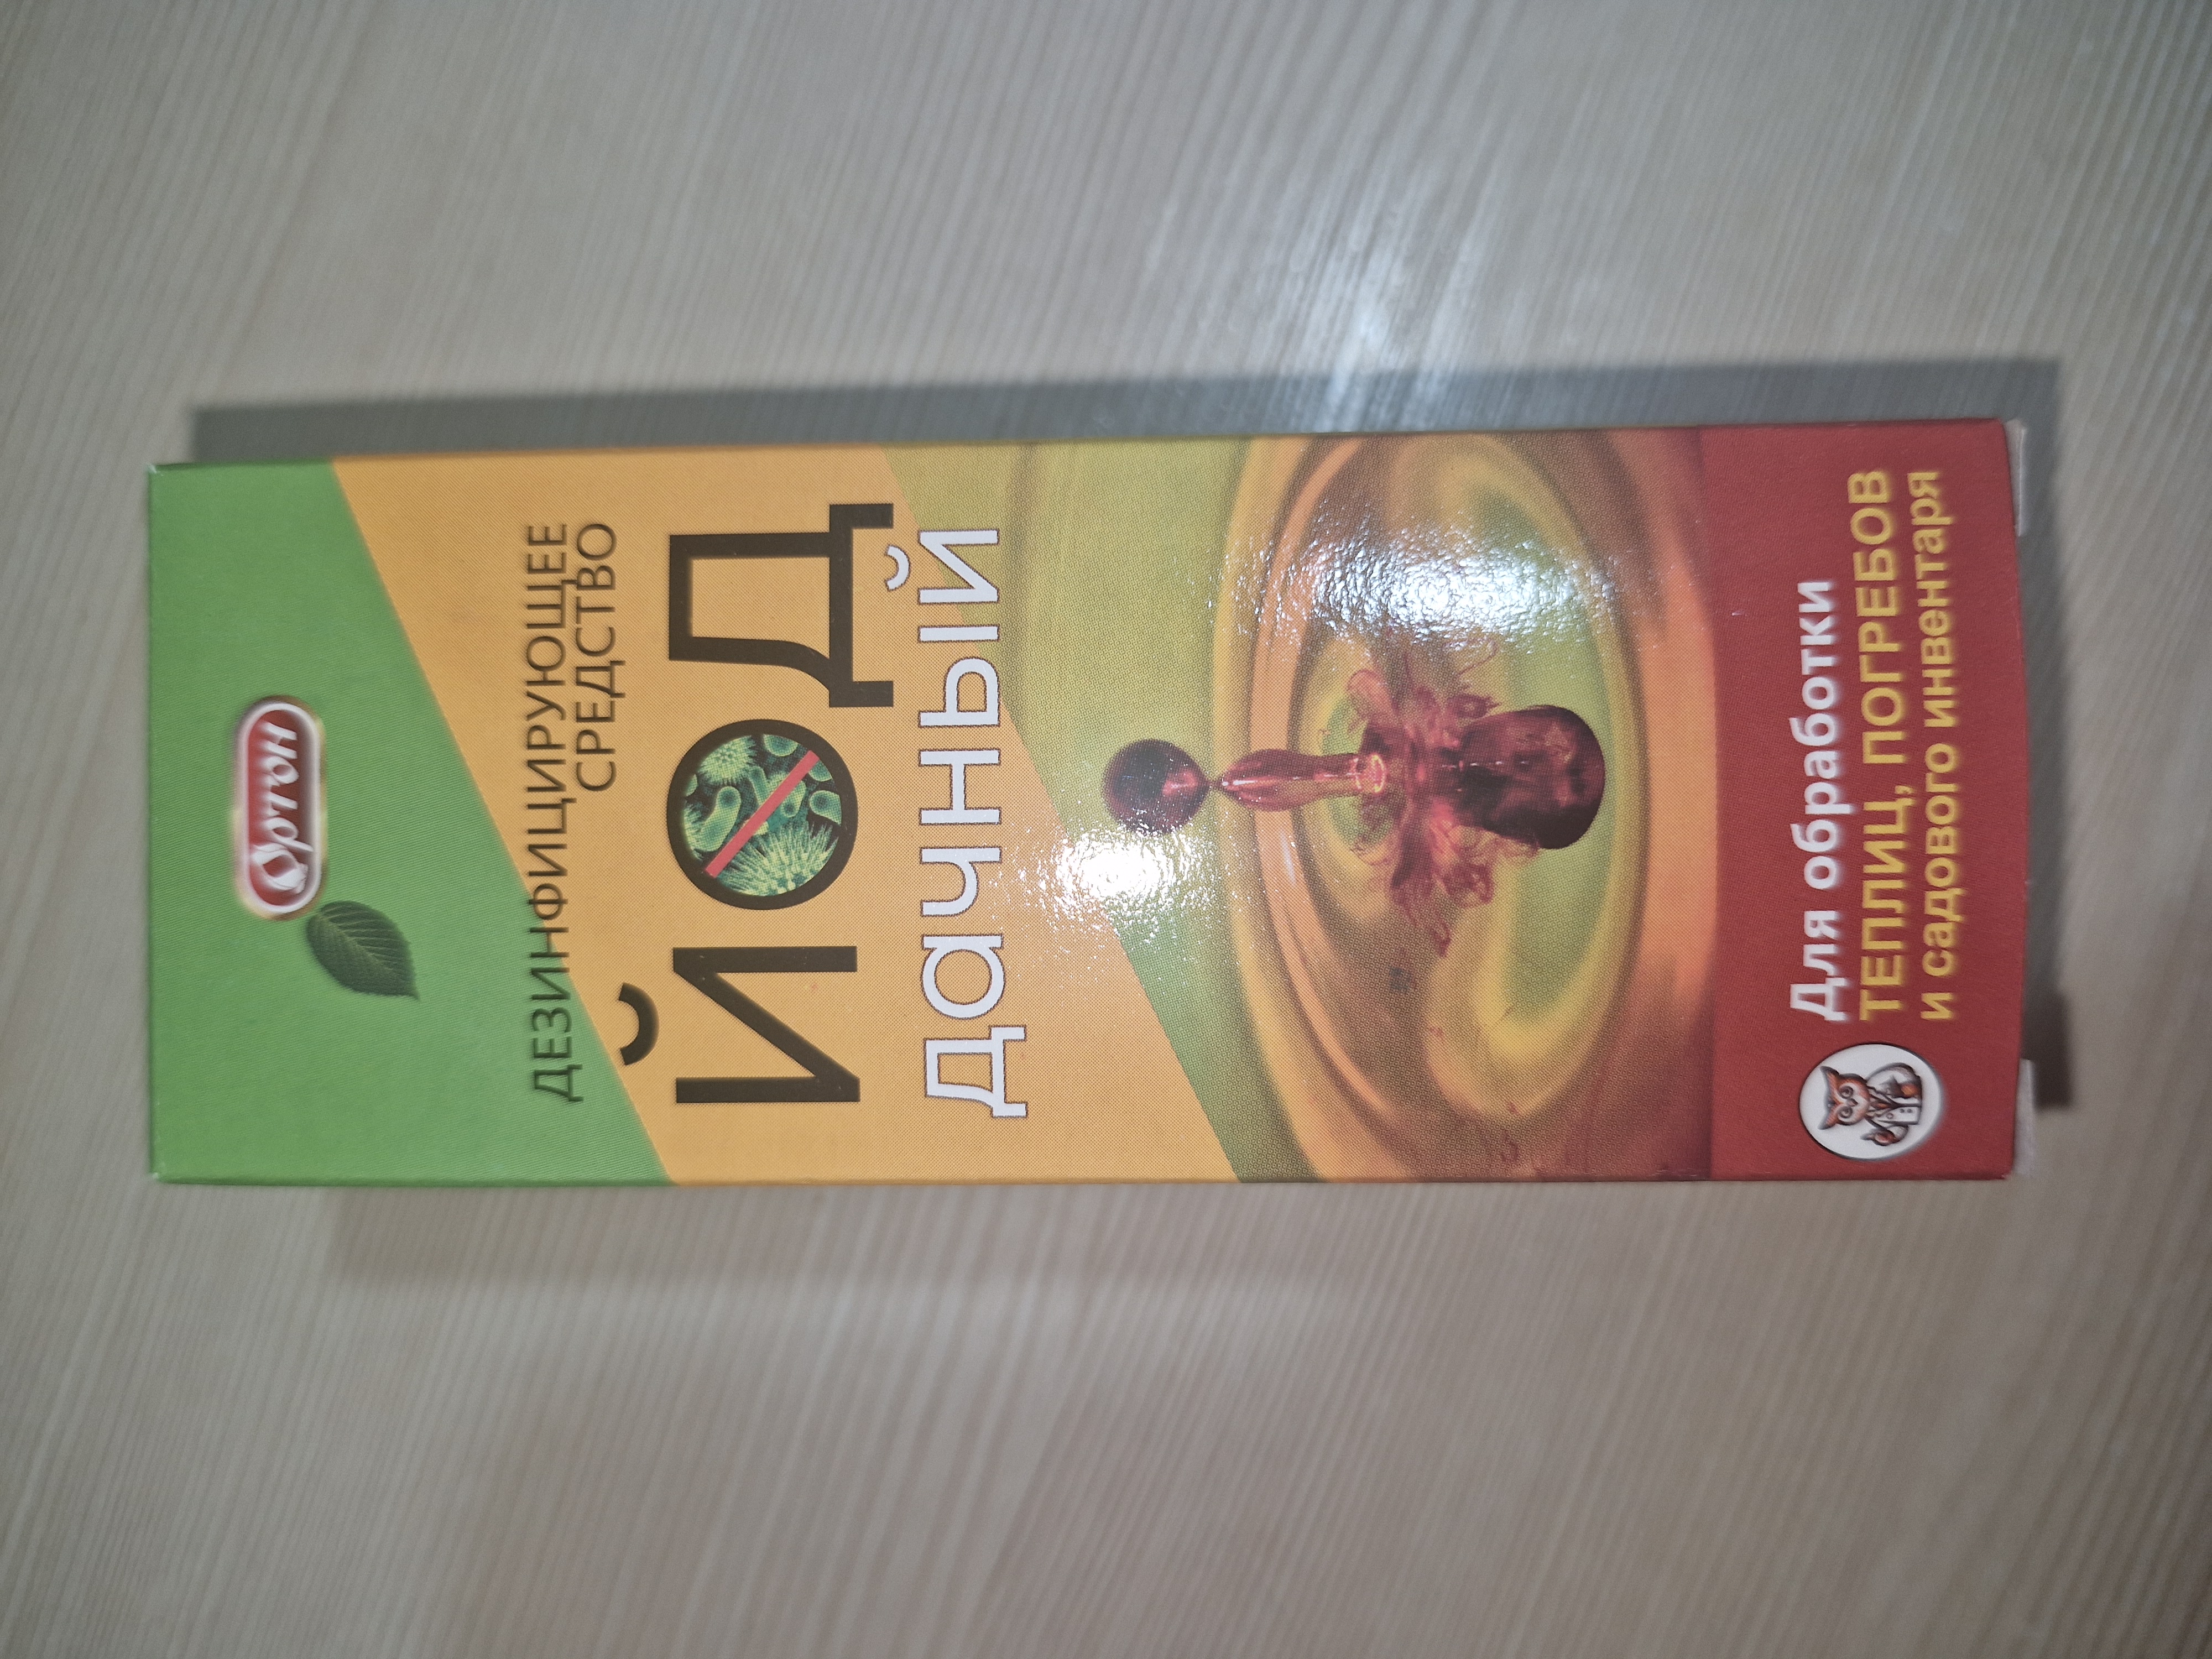 Ортон
ДЕЗИНФИЦИРУЮЩЕЕ
СРЕДСТВО
ЙОД
дачный
Для обработки
ТЕПЛИЦ, ПОГРЕБОВ
и садового инвентаря